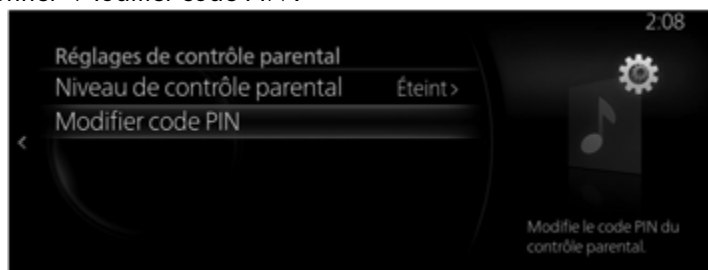 2:08
Réglages de contrôle parental
Niveau de contrôle parental Éteint >
Modifier code PIN
<
Modifie le code PIN du
contrôle parental.